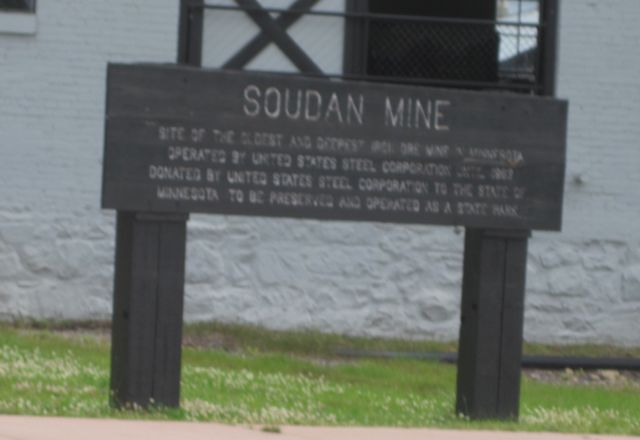 SOUDAN MINE
SITE OF THE OLDEST AND DEEPEST IRON ORE MINE IN MINNESOTA
OPERATED BY UNITED STATES STEEL CORPORATION UNTIL 1963
DONATED BY UNITED STATES STEEL CORPORATION TO THE STATE OF
MINNESOTA TO BE PRESERVED AND OPERATED AS A STATE PARK